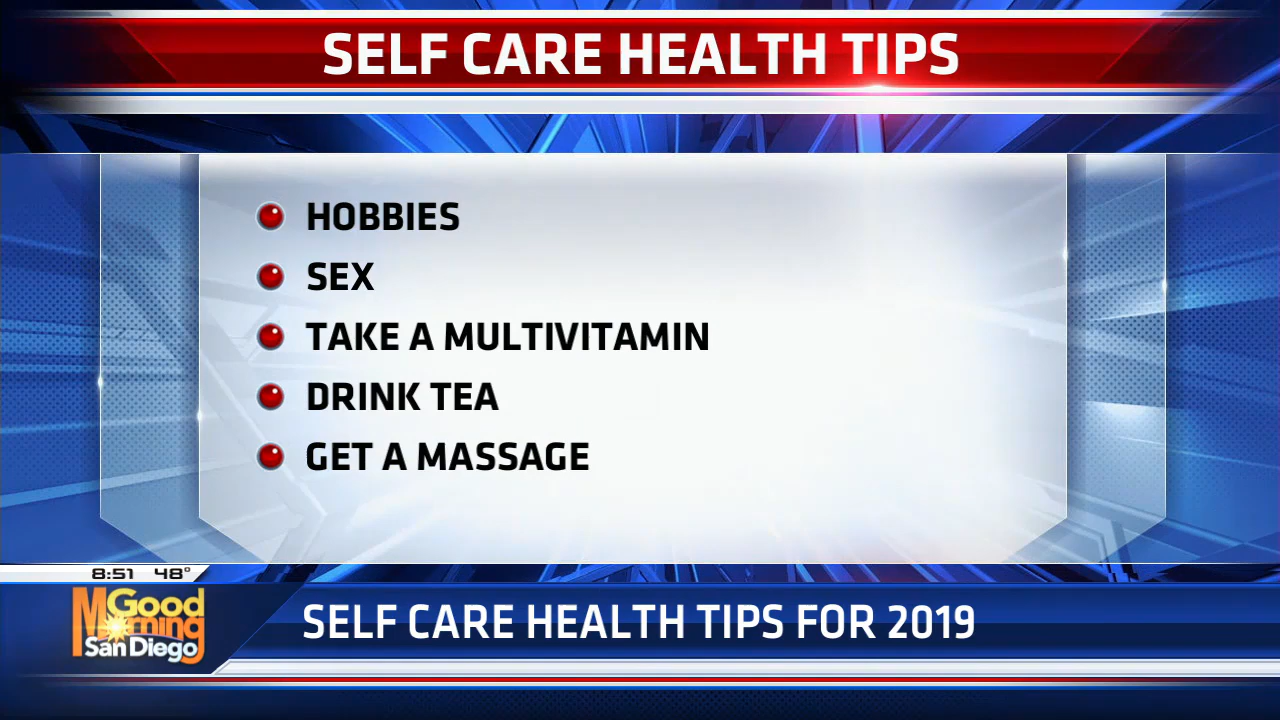 SELF CARE HEALTH TIPS
HOBBIES
SEX
TAKE A MULTIVITAMIN
DRINK TEA
GET A MASSAGE
8:51 48°
Good
Morning
San Diego
SELF CARE HEALTH TIPS FOR 2019